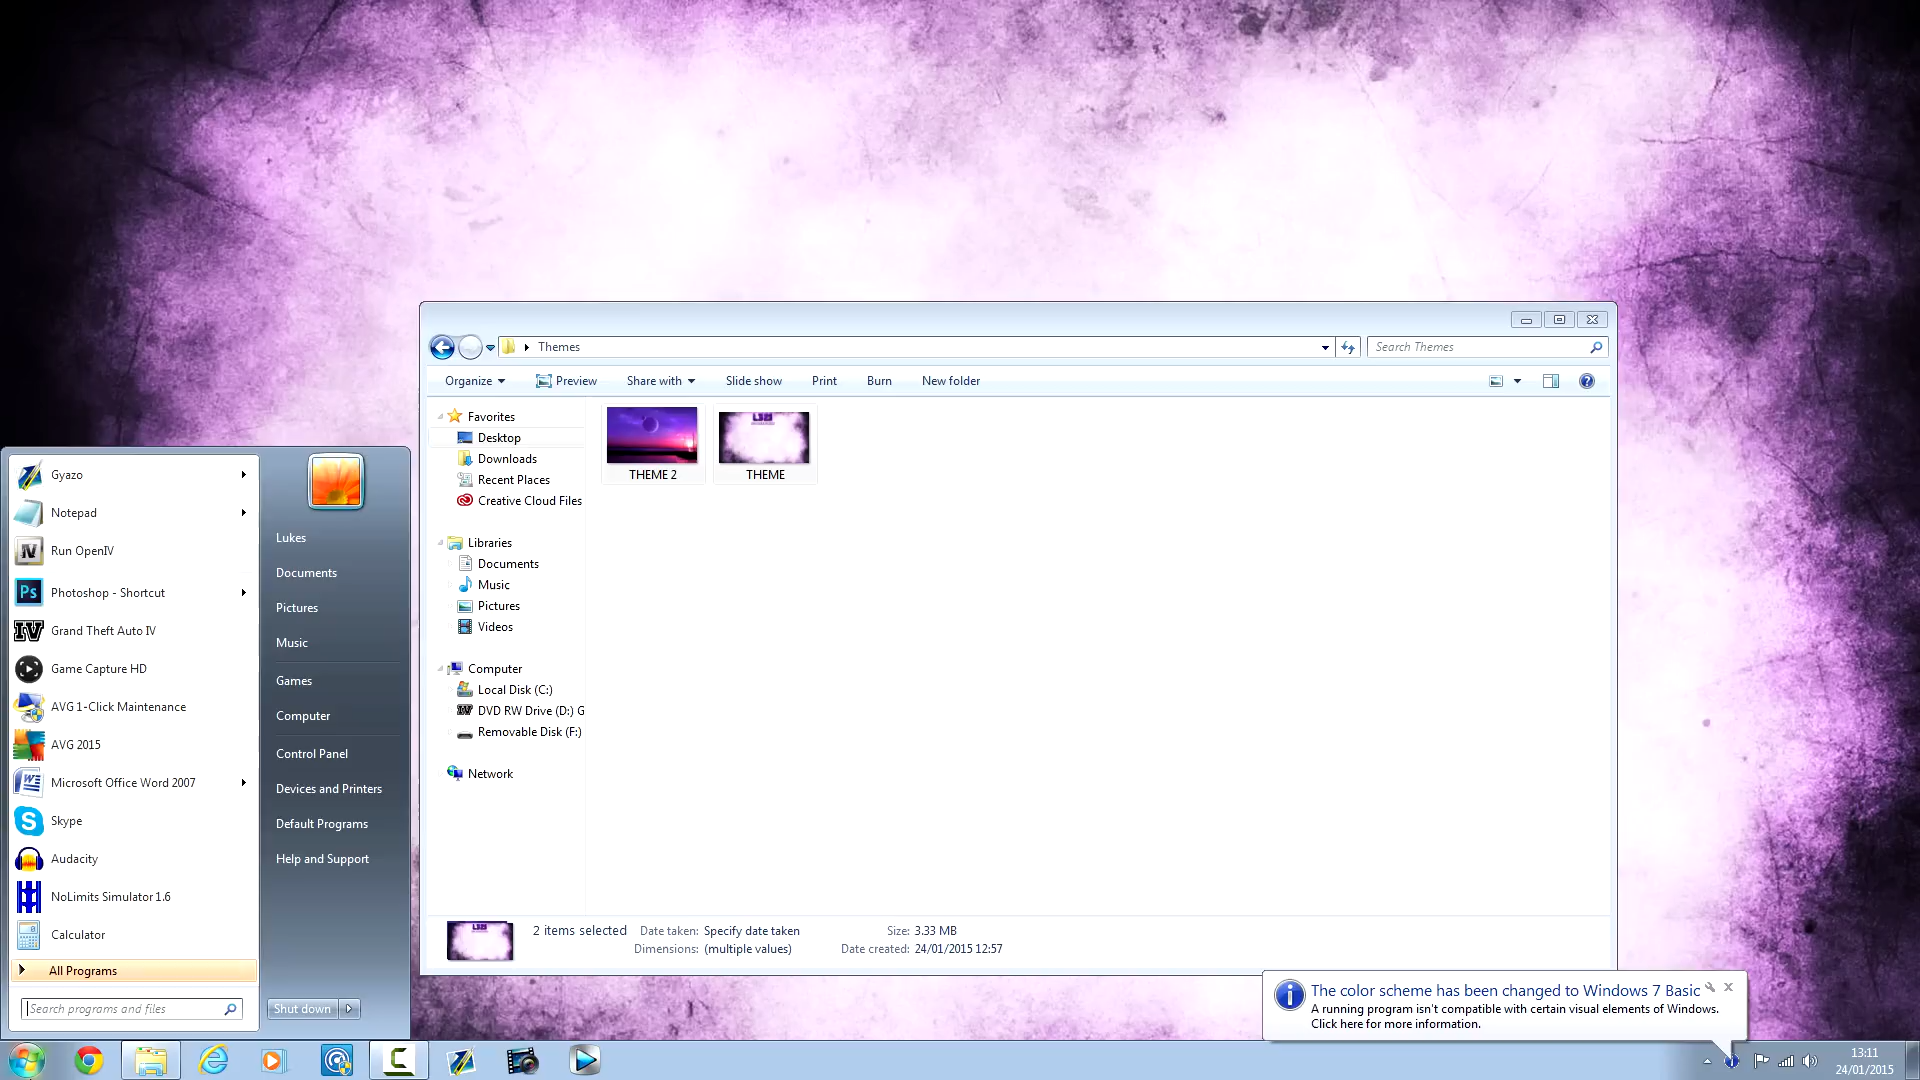 Themes
Search Themes
Organize
Preview
Share with
Slide show
Print
Burn
New folder
Favorites
Desktop
Downloads
Recent Places
Creative Cloud Files
Libraries
Documents
Music
Pictures
Videos
Computer
Local Disk (C:)
DVD RW Drive (D:) G
Removable Disk (F:)
Network
THEME 2
THEME
2 items selected
Date taken: Specify date taken
Size: 3.33 MB
Dimensions: (multiple values)
Date created: 24/01/2015 12:57
Gyazo
Notepad
Run OpenIV
Ps Photoshop - Shortcut
IV Grand Theft Auto IV
Game Capture HD
AVG 1-Click Maintenance
AVG 2015
Microsoft Office Word 2007
Skype
Audacity
NoLimits Simulator 1.6
Calculator
All Programs
Search programs and files
Lukes
Documents
Pictures
Music
Games
Computer
Control Panel
Devices and Printers
Default Programs
Help and Support
Shut down
The color scheme has been changed to Windows 7 Basic
A running program isn't compatible with certain visual elements of Windows.
Click here for more information.
13:11
24/01/2015